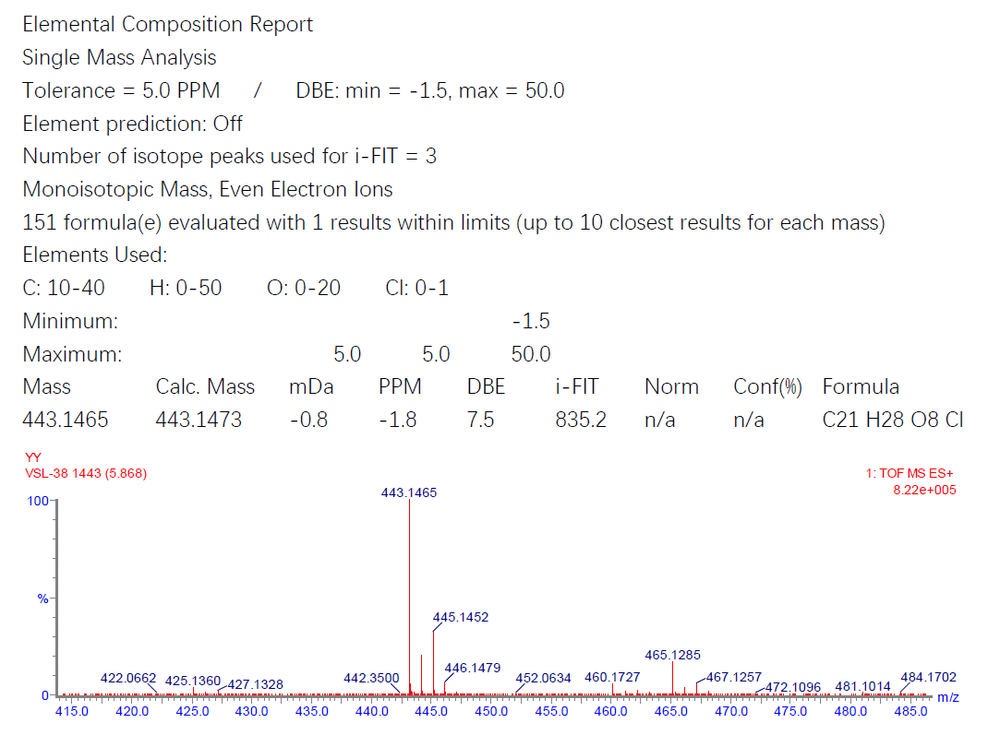 Elemental Composition Report
Single Mass Analysis
Tolerance = 5.0 PPM / DBE: min = -1.5, max = 50.0
Element prediction: Off
Number of isotope peaks used for i-FIT = 3
Monoisotopic Mass, Even Electron Ions
151 formula(e) evaluated with 1 results within limits (up to 10 closest results for each mass)
Elements Used:
C: 10-40 H: 0-50 O: 0-20 Cl: 0-1
Minimum: -1.5
Maximum: 5.0 5.0 50.0
Mass Calc. Mass mDa PPM DBE i-FIT Norm Conf(%) Formula
443.1465 443.1473 -0.8 -1.8 7.5 835.2 n/a n/a C21 H28 O8 Cl
YY
VSL-38 1443 (5.868) 1: TOF MS ES+
8.22e+005
443.1465
100
%
445.1452
465.1285
446.1479
422.0662 425.1360 427.1328 442.3500 452.0634 460.1727 467.1257 472.1096 481.1014 484.1702
0
m/z
415.0 420.0 425.0 430.0 435.0 440.0 445.0 450.0 455.0 460.0 465.0 470.0 475.0 480.0 485.0